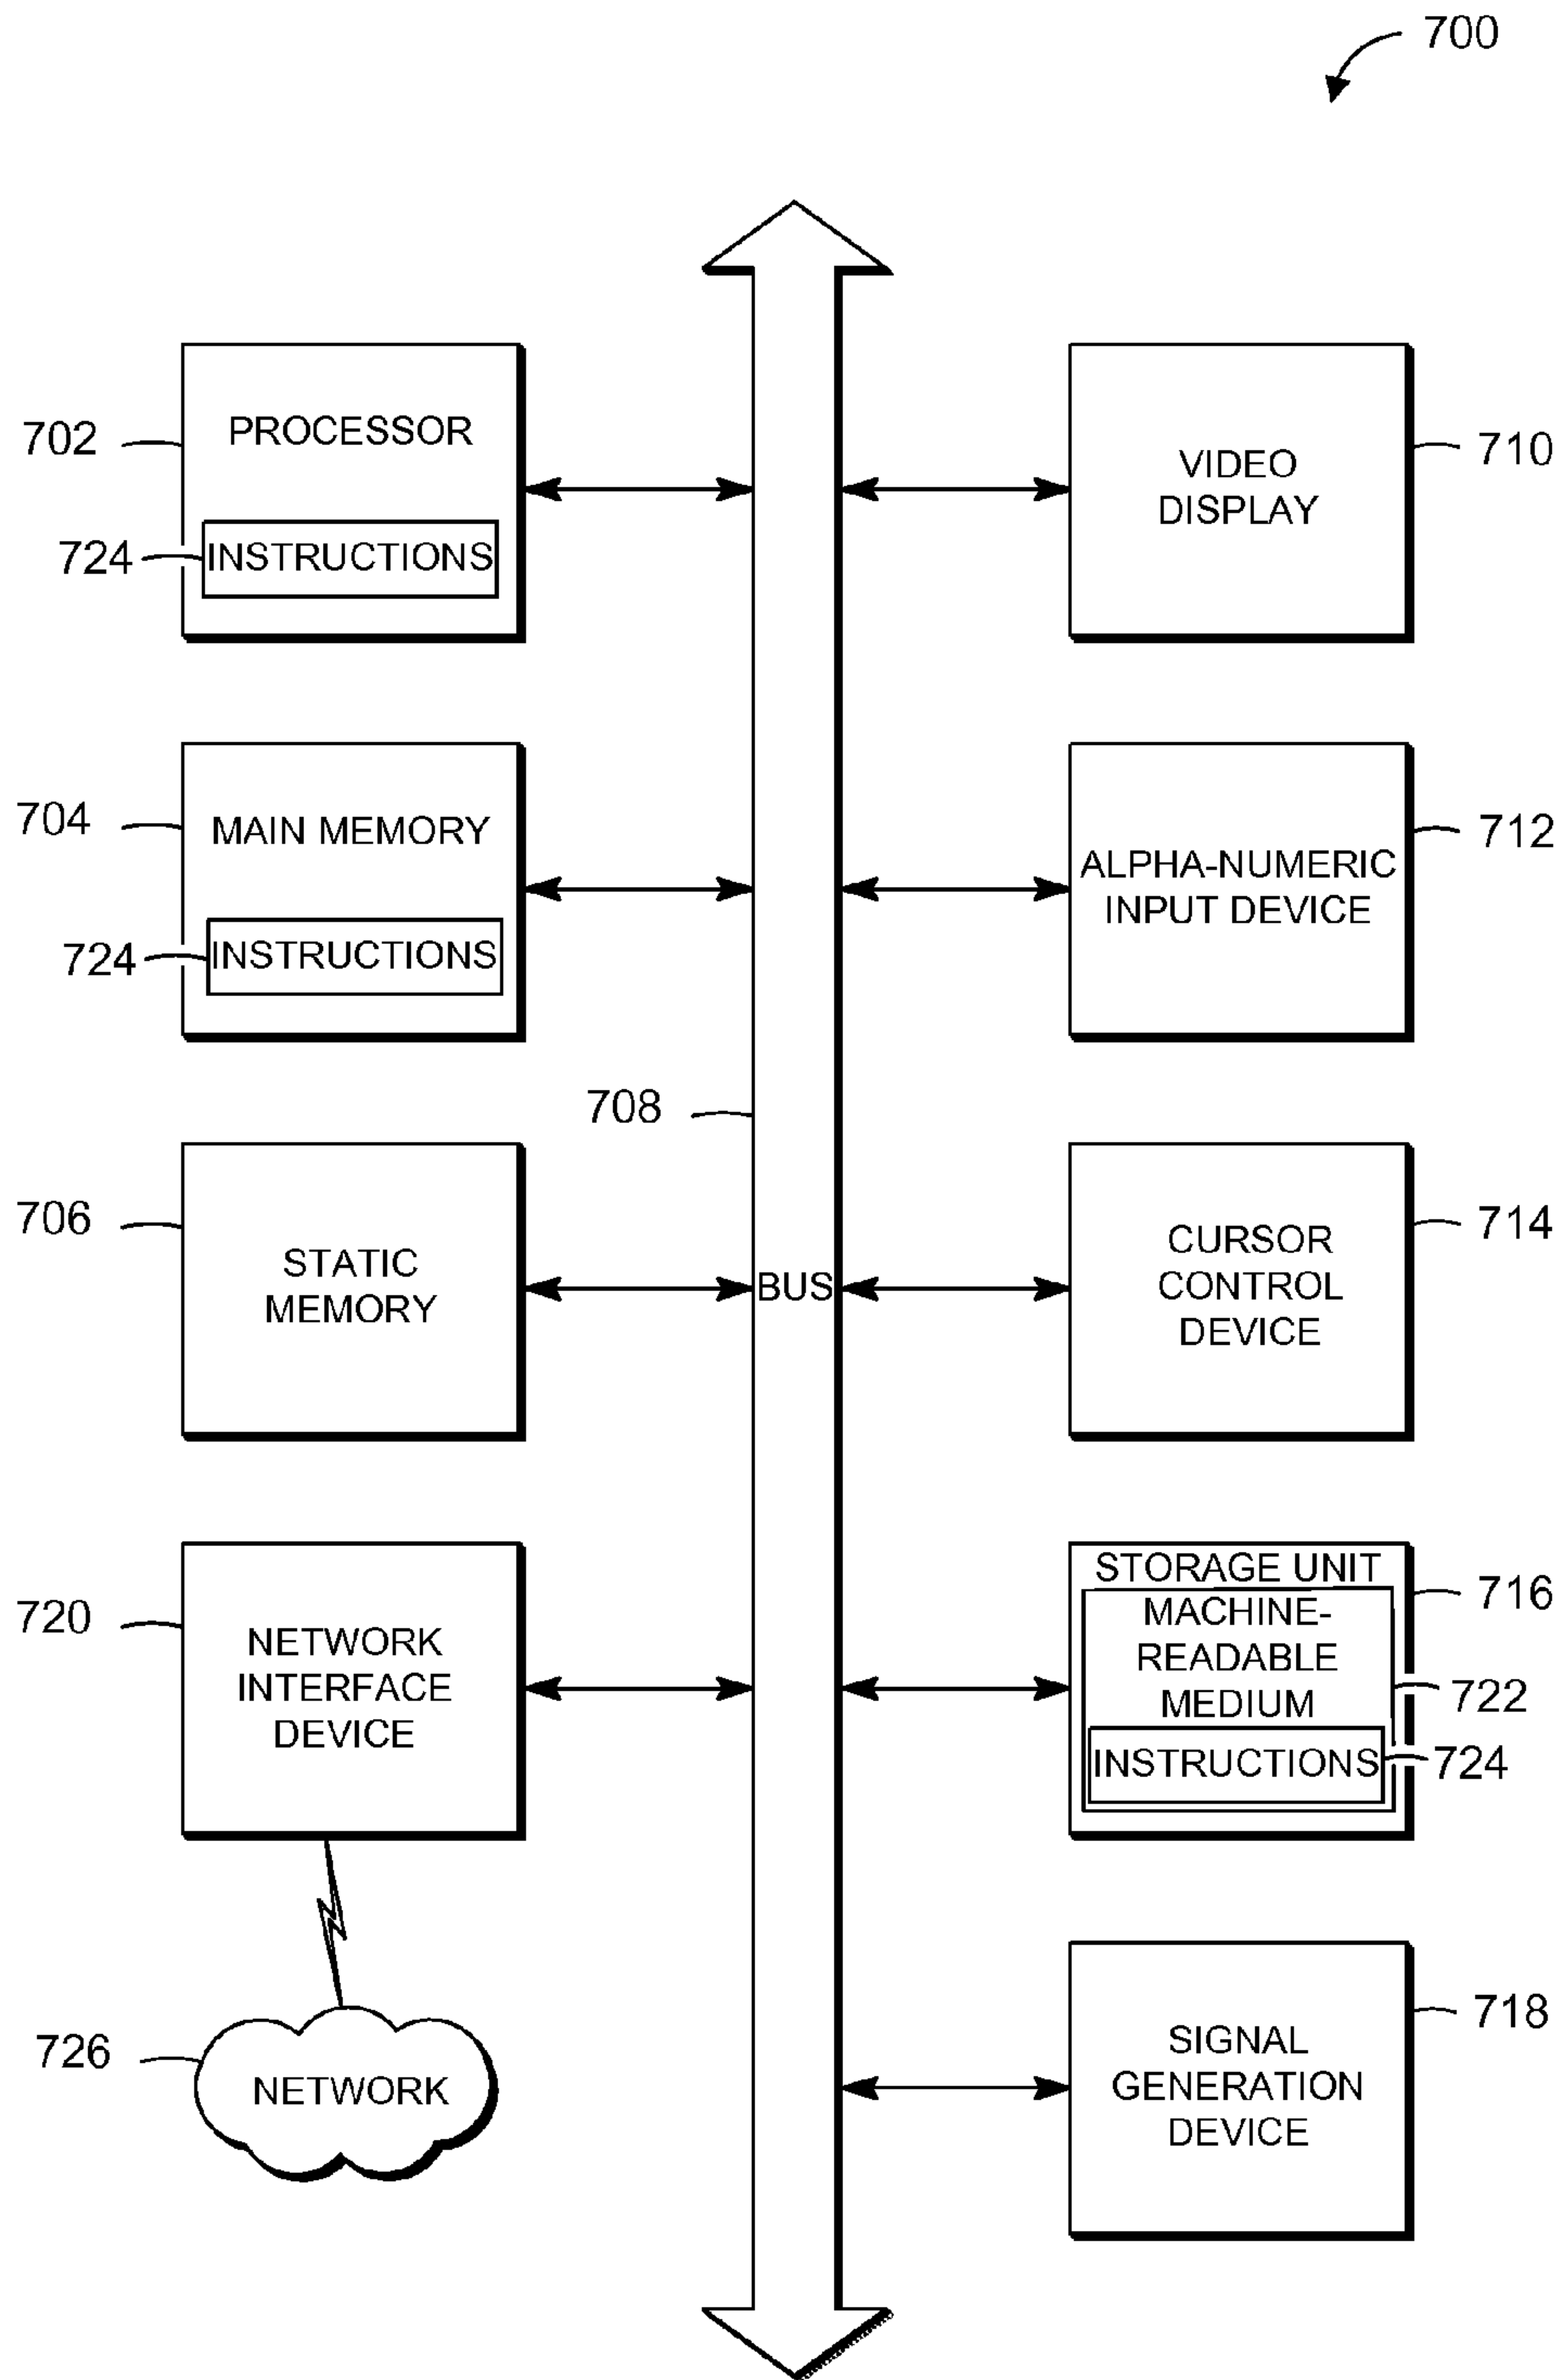 700
702
PROCESSOR
724
INSTRUCTIONS
VIDEO
DISPLAY
710
704
MAIN MEMORY
724
INSTRUCTIONS
ALPHA-NUMERIC
INPUT DEVICE
712
708
BUS
706
STATIC
MEMORY
CURSOR
CONTROL
DEVICE
714
720
NETWORK
INTERFACE
DEVICE
STORAGE UNIT
MACHINE-
READABLE
MEDIUM
INSTRUCTIONS
716
722
724
726
NETWORK
SIGNAL
GENERATION
DEVICE
718